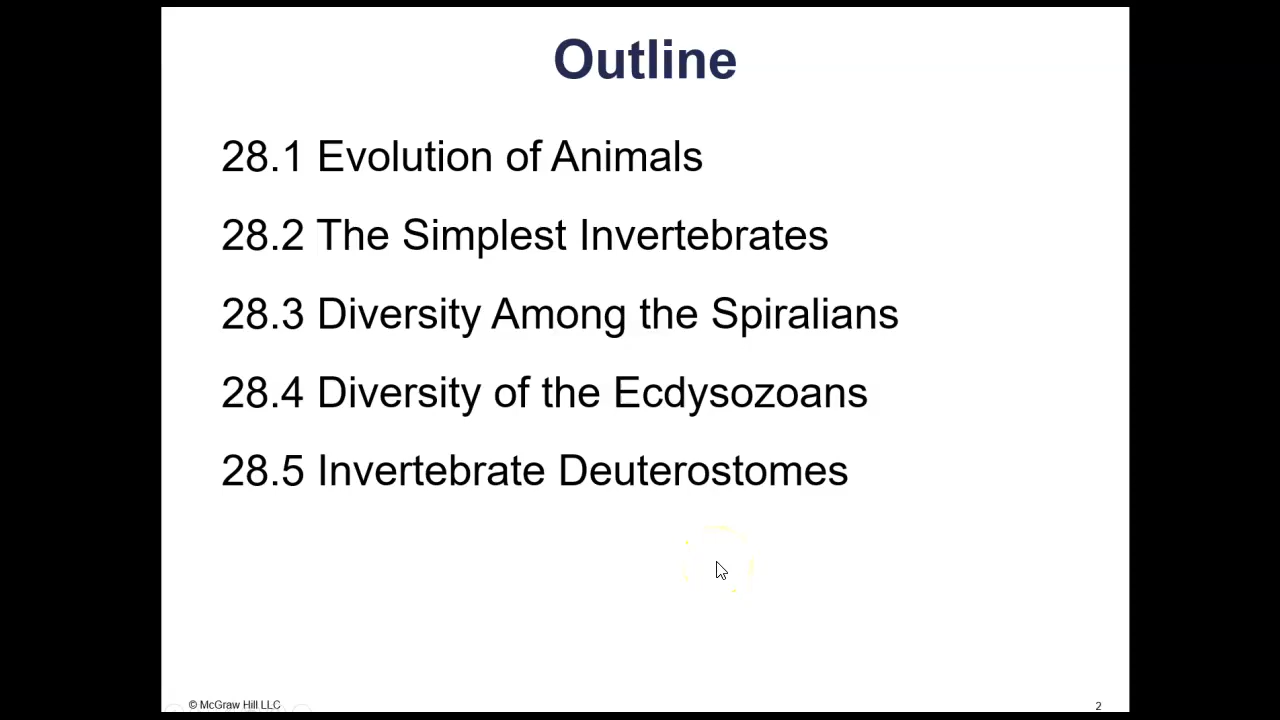 Outline
28.1 Evolution of Animals
28.2 The Simplest Invertebrates
28.3 Diversity Among the Spiralians
28.4 Diversity of the Ecdysozoans
28.5 Invertebrate Deuterostomes
© McGraw Hill LLC
2